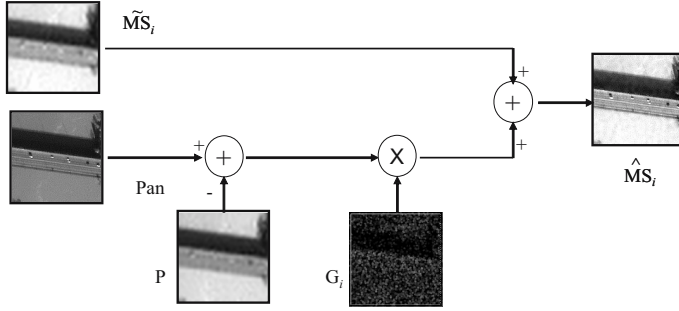 M̃S_i
+
+
+
X
+
+
Pan
-
M̂S_i
P
G_i